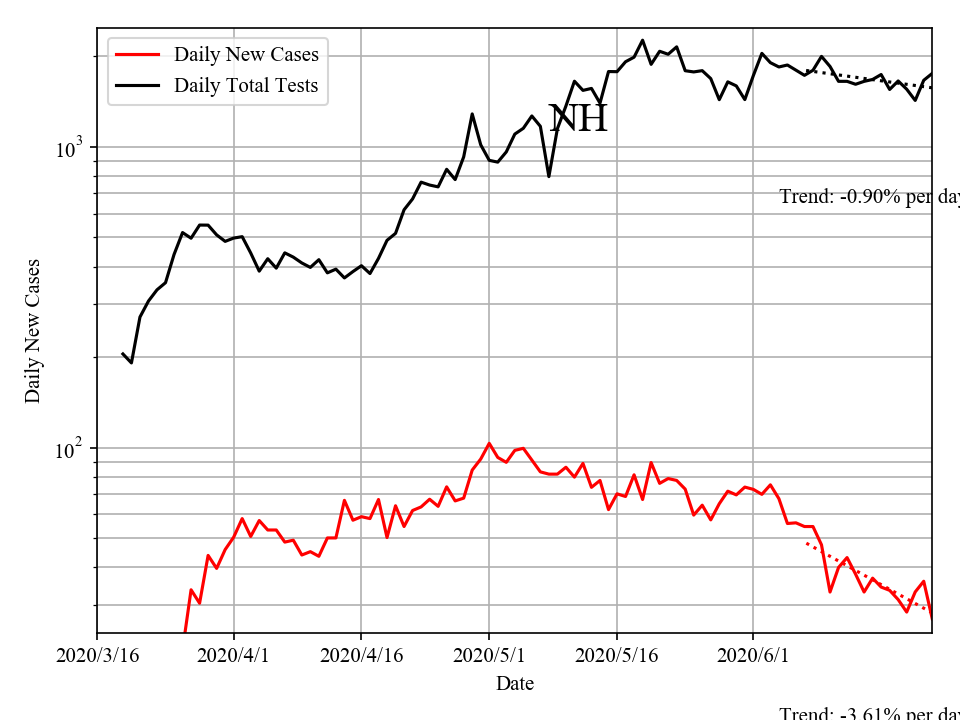 Daily New Cases
Daily Total Tests
NH
10^3
Trend: -0.90% per day
Daily New Cases
10^2
2020/3/16 2020/4/1 2020/4/16 2020/5/1 2020/5/16 2020/6/1
Date
Trend: -3.61% per day